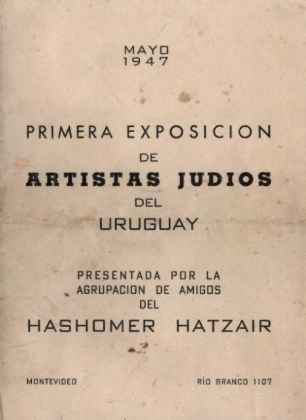 MAYO
1947
PRIMERA EXPOSICION
DE
ARTISTAS JUDIOS
DEL
URUGUAY
PRESENTADA POR LA
AGRUPACION DE AMIGOS
DEL
HASHOMER HATZAIR
MONTEVIDEO RÍO BRANCO 1107